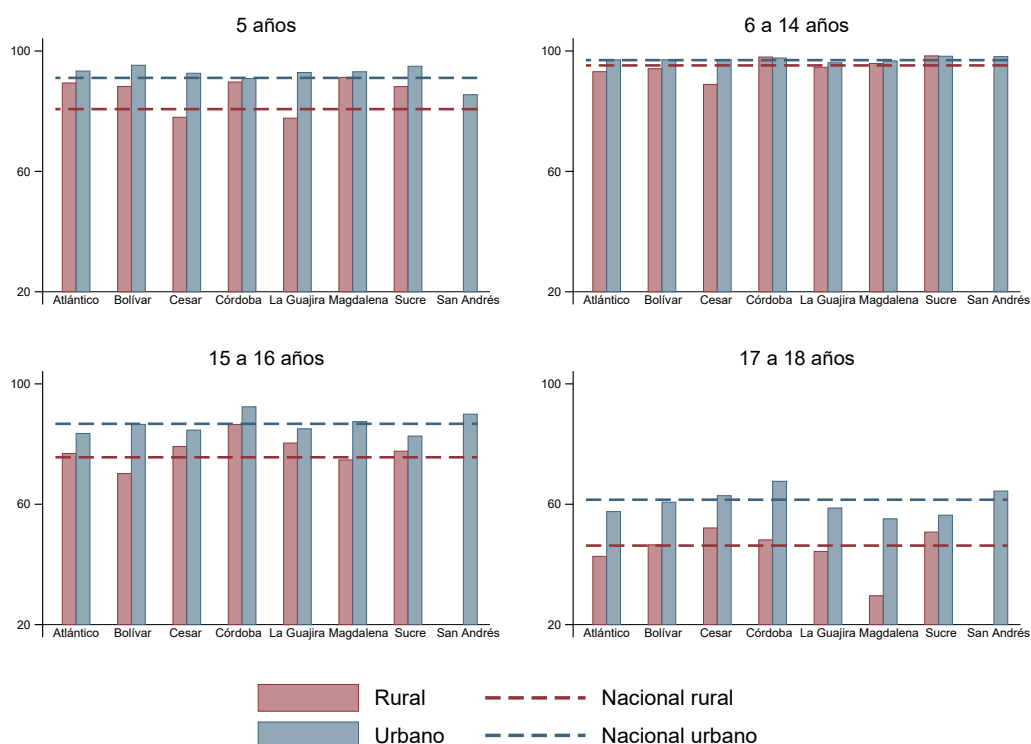 5 años
100
60
20
Atlántico Bolívar Cesar Córdoba La Guajira Magdalena Sucre San Andrés
6 a 14 años
100
60
20
Atlántico Bolívar Cesar Córdoba La Guajira Magdalena Sucre San Andrés
15 a 16 años
100
60
20
Atlántico Bolívar Cesar Córdoba La Guajira Magdalena Sucre San Andrés
17 a 18 años
100
60
20
Atlántico Bolívar Cesar Córdoba La Guajira Magdalena Sucre San Andrés
Rural Nacional rural
Urbano Nacional urbano